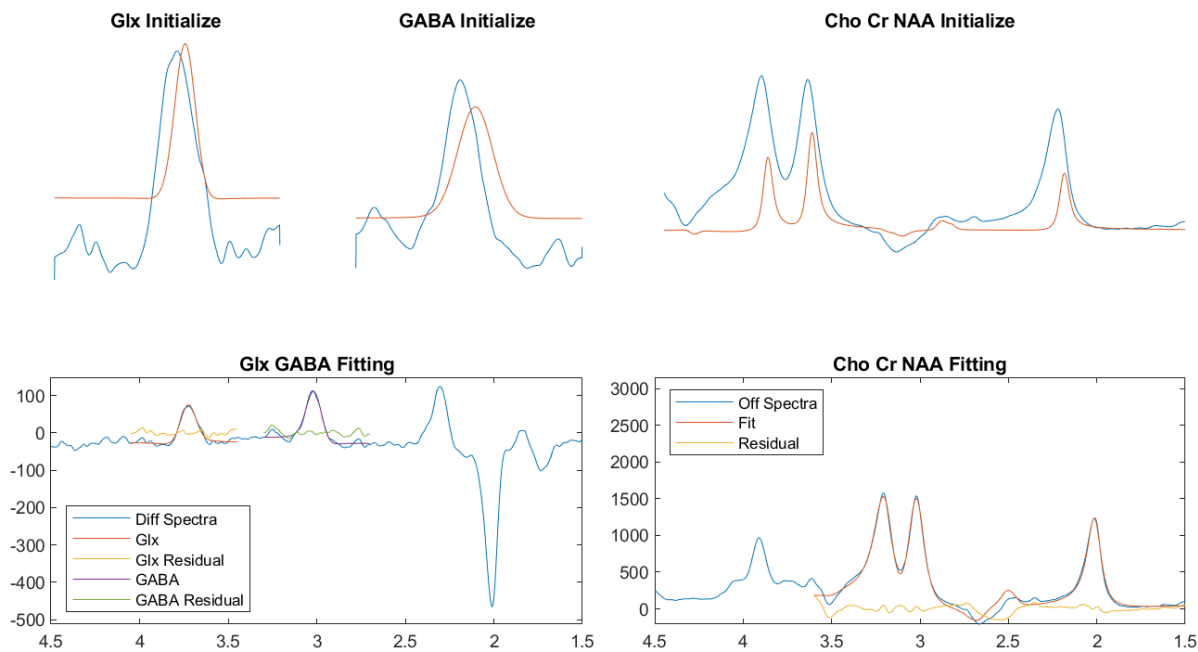 Glx Initialize
GABA Initialize
Cho Cr NAA Initialize
Glx GABA Fitting
100
0
-100
-200
-300
-400
-500
Diff Spectra
Glx
Glx Residual
GABA
GABA Residual
4.5 4 3.5 3 2.5 2 1.5
Cho Cr NAA Fitting
3000
2500
2000
1500
1000
500
0
Off Spectra
Fit
Residual
4.5 4 3.5 3 2.5 2 1.5